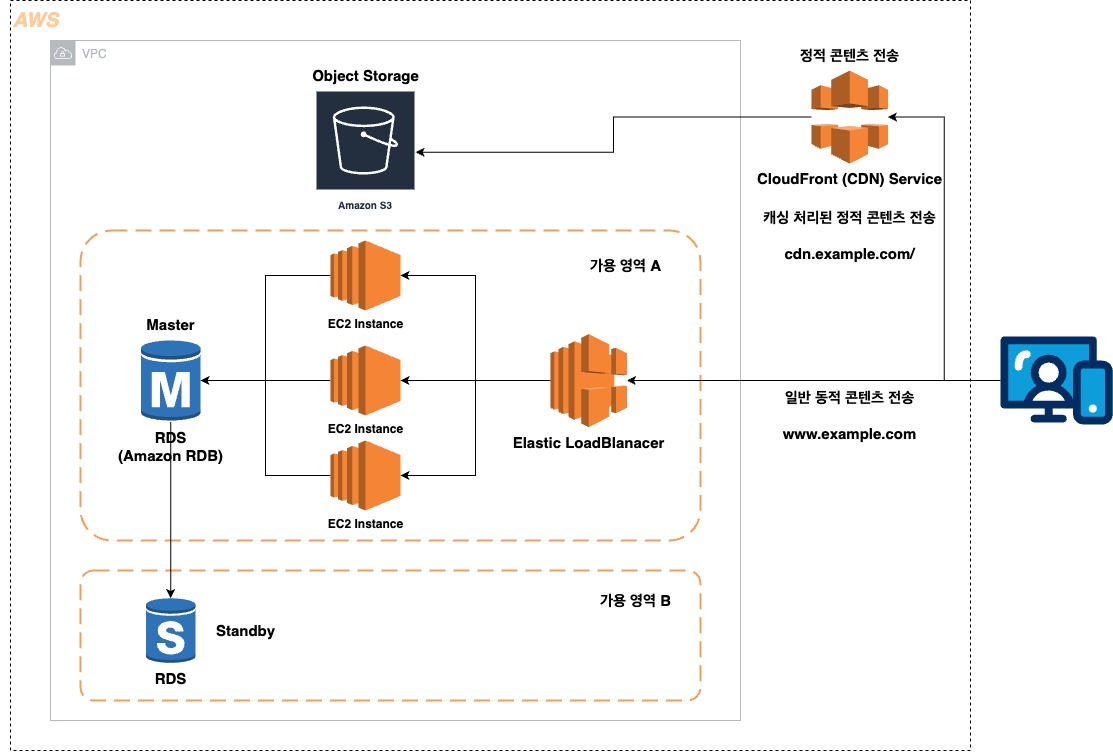 AWS
VPC
Object Storage
Amazon S3
정적 콘텐츠 전송
CloudFront (CDN) Service
캐싱 처리된 정적 콘텐츠 전송
cdn.example.com/
가용 영역 A
EC2 Instance
Master
M
RDS
(Amazon RDB)
EC2 Instance
Elastic LoadBlanacer
일반 동적 콘텐츠 전송
www.example.com
EC2 Instance
가용 영역 B
S
Standby
RDS